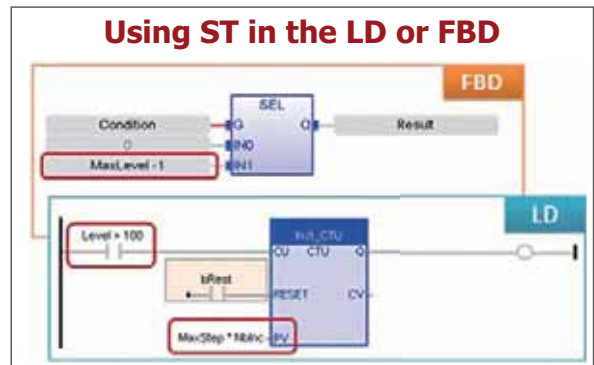 Using ST in the LD or FBD
FBD
SEL
Condition G Q Result
0 IN0
MaxLevel - 1 IN1
LD
Level > 100
Inst_CTU
CU CTU Q
bRest
RESET CV
MaxStep * NbInc PV